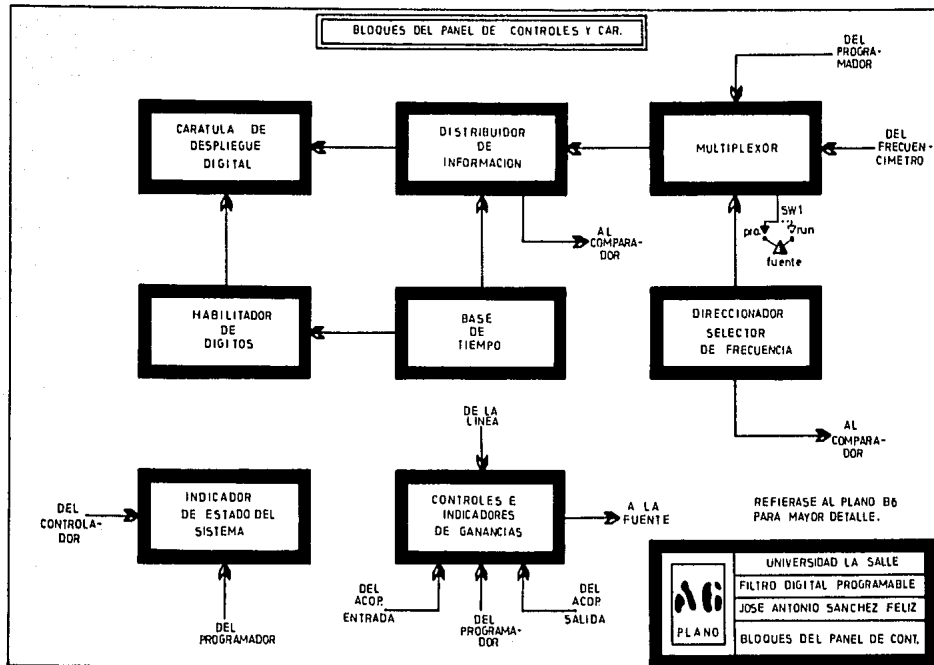 BLOQUES DEL PANEL DE CONTROLES Y CAR.
DEL
PROGRA-
MADOR
CARATULA DE
DESPLIEGUE
DIGITAL
DISTRIBUIDOR
DE
INFORMACION
MULTIPLEXOR
DEL
FRECUEN-
CIMETRO
SW1
pro.
run
fuente
AL
COMPARA-
DOR
HABILITADOR
DE
DIGITOS
BASE
DE
TIEMPO
DIRECCIONADOR
SELECTOR
DE FRECUENCIA
DE LA
LINEA
AL
COMPARA-
DOR
DEL
CONTROLA-
DOR
INDICADOR
DE ESTADO DEL
SISTEMA
CONTROLES E
INDICADORES
DE GANANCIAS
A LA
FUENTE
REFIERASE AL PLANO B6
PARA MAYOR DETALLE.
DEL
PROGRAMADOR
DEL
ACOP.
ENTRADA
DEL
PROGRAMA-
DOR
DEL
ACOP.
SALIDA
A6
PLANO
UNIVERSIDAD LA SALLE
FILTRO DIGITAL PROGRAMABLE
JOSE ANTONIO SANCHEZ FELIZ
BLOQUES DEL PANEL DE CONT.